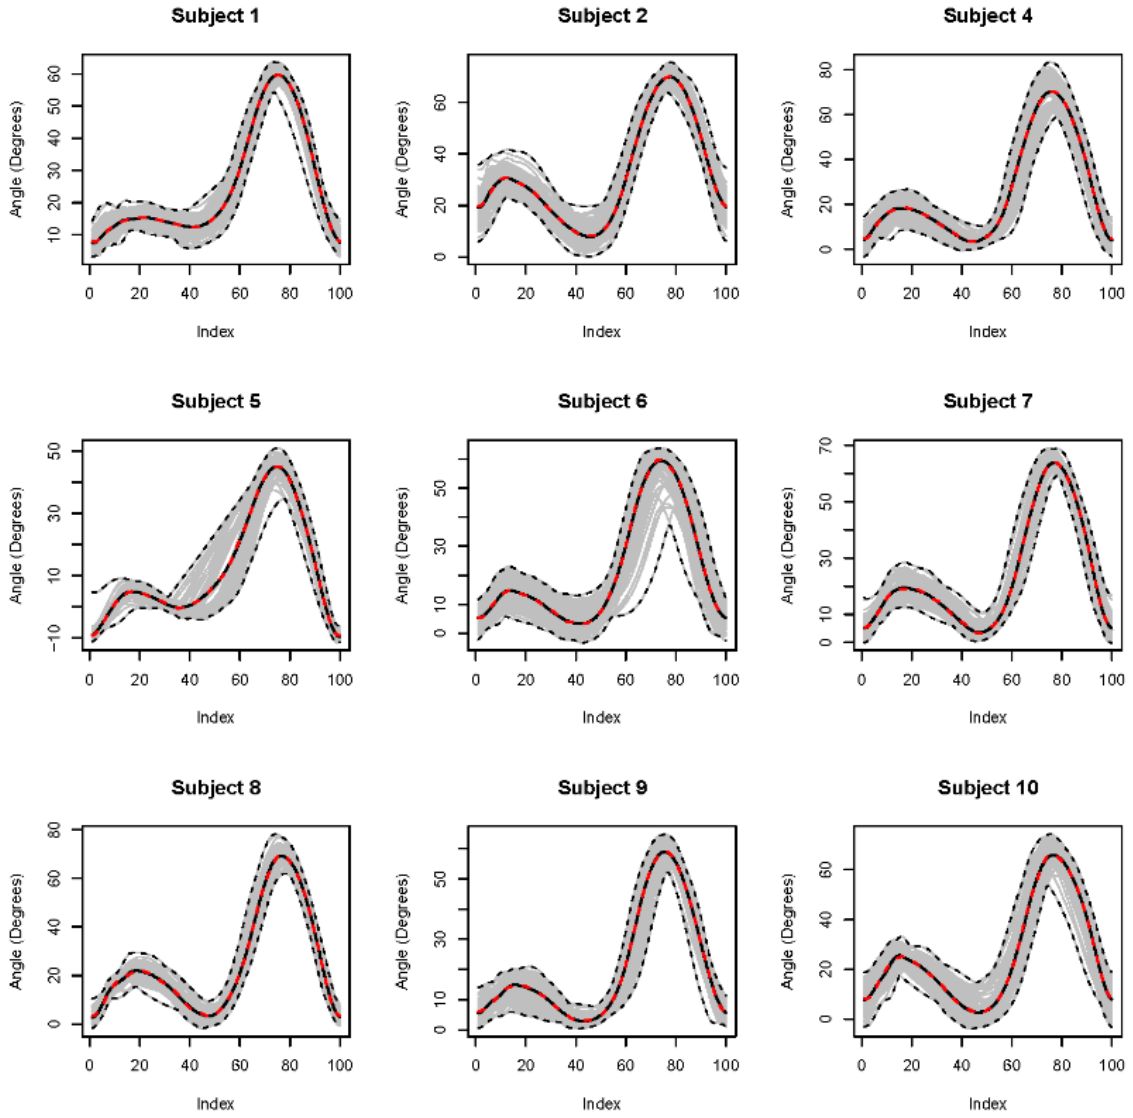 Subject 1
Subject 2
Subject 4
Angle (Degrees)
10 20 30 40 50 60
0 20 40 60 80 100
Index
Angle (Degrees)
0 20 40 60
0 20 40 60 80 100
Index
Angle (Degrees)
0 20 40 60 80
0 20 40 60 80 100
Index
Subject 5
Subject 6
Subject 7
Angle (Degrees)
−10 10 30 50
0 20 40 60 80 100
Index
Angle (Degrees)
0 10 30 50
0 20 40 60 80 100
Index
Angle (Degrees)
0 10 30 50 70
0 20 40 60 80 100
Index
Subject 8
Subject 9
Subject 10
Angle (Degrees)
0 20 40 60 80
0 20 40 60 80 100
Index
Angle (Degrees)
0 10 30 50
0 20 40 60 80 100
Index
Angle (Degrees)
0 20 40 60
0 20 40 60 80 100
Index